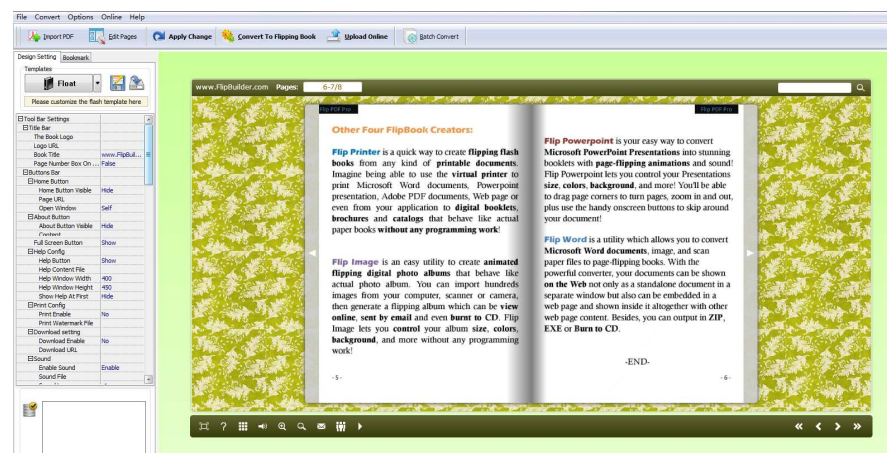 File Convert Options Online Help
Import PDF Edit Pages Apply Change Convert To Flipping Book Upload Online Batch Convert
Design Setting Bookmark
Templates
Float
Please customize the flash template here
Tool Bar Settings
Title Bar
The Book Logo
Logo URL
Book Title www.FlipBuil...
Page Number Box On ... False
Buttons Bar
Home Button
Home Button Visible Hide
Page URL
Open Window Self
About Button
About Button Visible Hide
Content
Full Screen Button Show
Help Config
Help Button Show
Help Content File
Help Window Width 400
Help Window Height 450
Show Help At First Hide
Print Config
Print Enable No
Print Watermark File
Download setting
Download Enable No
Download URL
Sound
Enable Sound Enable
Sound File
www.FlipBuilder.com Pages: 6-7/8
Flip PDF Pro
Other Four FlipBook Creators:
Flip Printer is a quick way to create flipping flash
books from any kind of printable documents.
Imagine being able to use the virtual printer to
print Microsoft Word documents, Powerpoint
presentation, Adobe PDF documents, Web page or
even from your application to digital booklets,
brochures and catalogs that behave like actual
paper books without any programming work!
Flip Image is an easy utility to create animated
flipping digital photo albums that behave like
actual photo album. You can import hundreds
images from your computer, scanner or camera,
then generate a flipping album which can be view
online, sent by email and even burnt to CD. Flip
Image lets you control your album size, colors,
background, and more without any programming
work!
- 5 -
Flip PDF Pro
Flip Powerpoint is your easy way to convert
Microsoft PowerPoint Presentations into stunning
booklets with page-flipping animations and sound!
Flip Powerpoint lets you control your Presentations
size, colors, background, and more! You'll be able
to drag page corners to turn pages, zoom in and out,
plus use the handy onscreen buttons to skip around
your document!
Flip Word is a utility which allows you to convert
Microsoft Word documents, image, and scan
paper files to page-flipping books. With the
powerful converter, your documents can be shown
on the Web not only as a standalone document in a
separate window but also can be embedded in a
web page and shown inside it altogether with other
web page content. Besides, you can output in ZIP,
EXE or Burn to CD.
-END-
- 6 -